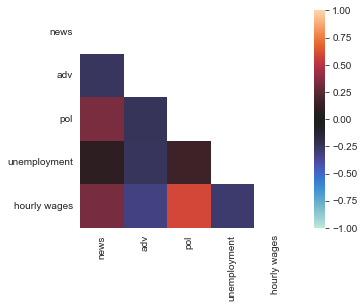 news
adv
pol
unemployment
hourly wages
news
adv
pol
unemployment
hourly wages
1.00
0.75
0.50
0.25
0.00
−0.25
−0.50
−0.75
−1.00